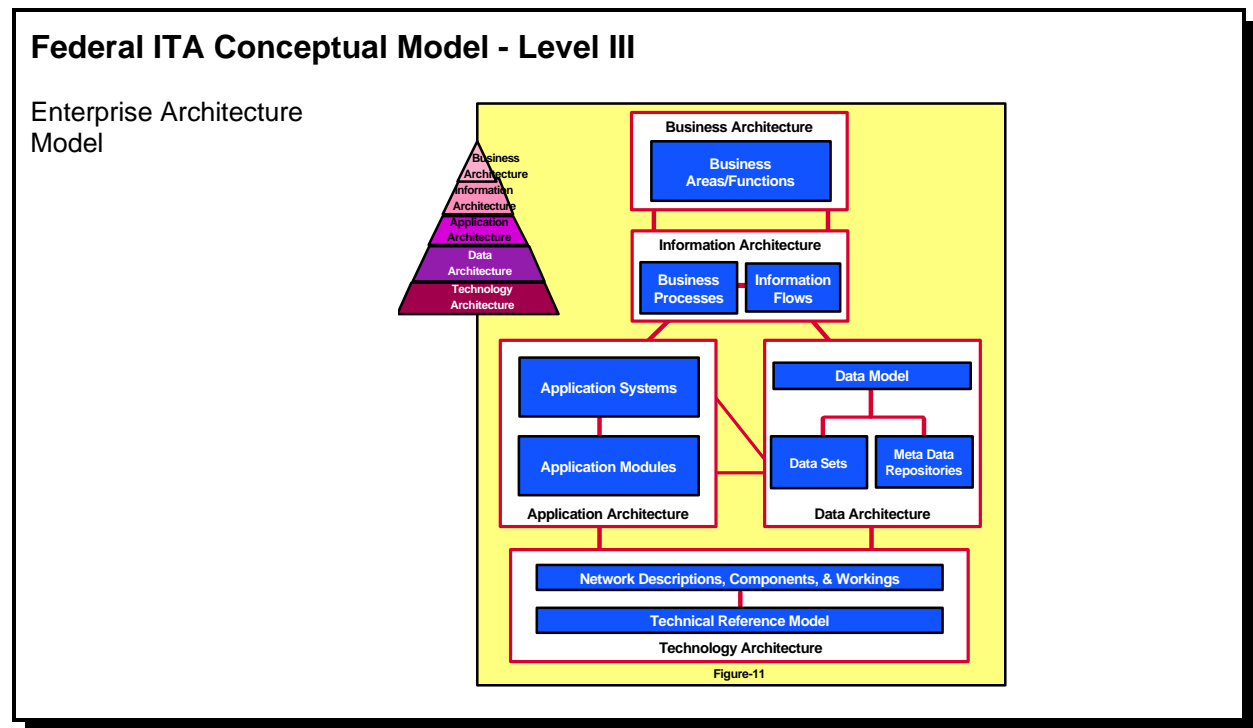 Federal ITA Conceptual Model - Level III
Enterprise Architecture
Model
Business
Architecture
Information
Architecture
Application
Architecture
Data
Architecture
Technology
Architecture
Business Architecture
Business
Areas/Functions
Information Architecture
Business
Processes
Information
Flows
Application Systems
Application Modules
Application Architecture
Data Model
Data Sets
Meta Data
Repositories
Data Architecture
Network Descriptions, Components, & Workings
Technical Reference Model
Technology Architecture
Figure-11